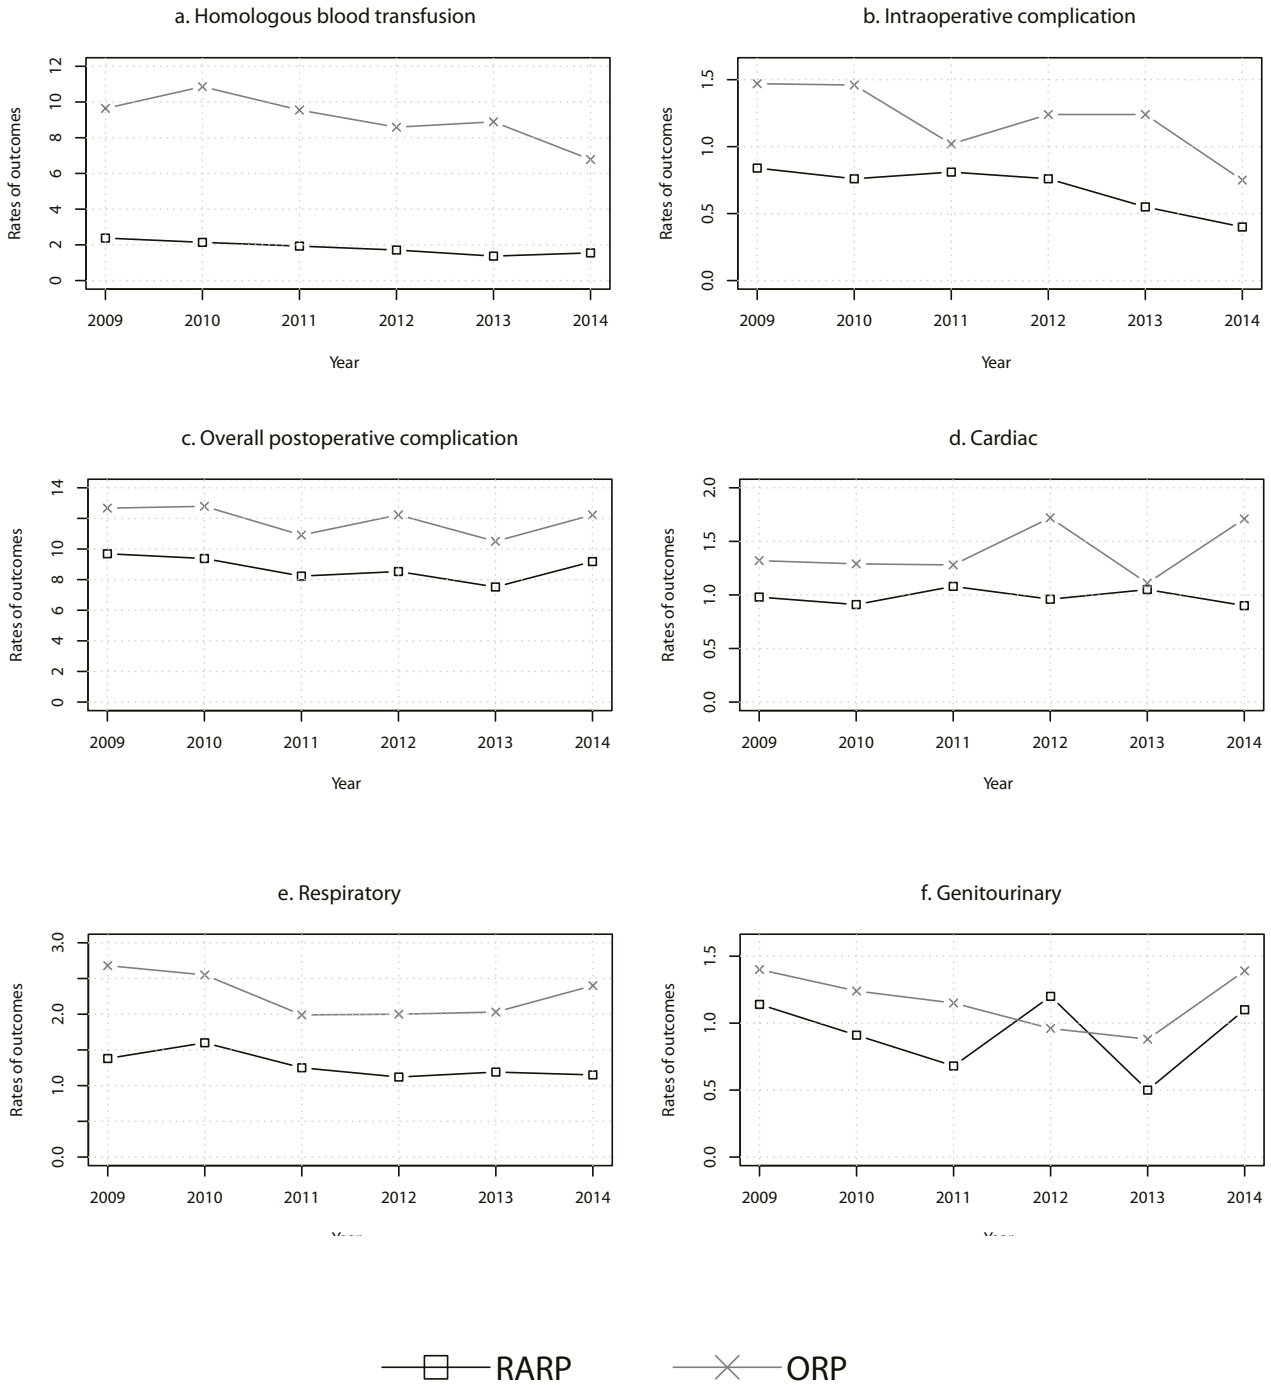 a. Homologous blood transfusion
Rates of outcomes
12
10
8
6
4
2
0
2009 2010 2011 2012 2013 2014
Year
b. Intraoperative complication
Rates of outcomes
1.5
1.0
0.5
0.0
2009 2010 2011 2012 2013 2014
Year
c. Overall postoperative complication
Rates of outcomes
14
10
8
6
4
2
0
2009 2010 2011 2012 2013 2014
Year
d. Cardiac
Rates of outcomes
2.0
1.5
1.0
0.5
0.0
2009 2010 2011 2012 2013 2014
Year
e. Respiratory
Rates of outcomes
3.0
2.0
1.0
0.0
2009 2010 2011 2012 2013 2014
Year
f. Genitourinary
Rates of outcomes
1.5
1.0
0.5
0.0
2009 2010 2011 2012 2013 2014
Year
RARP ORP